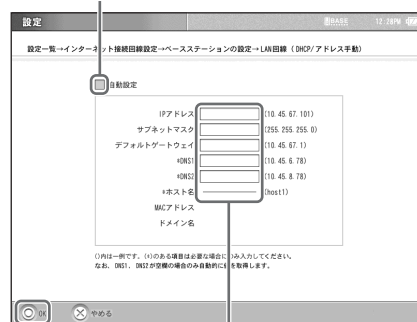 設定
BASE 12:28PM
設定一覧→インターネット接続回線設定→ベースステーションの設定→LAN回線（DHCP/アドレス手動）
自動設定
IPアドレス (10. 45. 67. 101)
サブネットマスク (255. 255. 255. 0)
デフォルトゲートウェイ (10. 45. 67. 1)
*DNS1 (10. 45. 6. 78)
*DNS2 (10. 45. 8. 78)
*ホスト名 (host1)
MACアドレス
ドメイン名
()内は一例です。(*)のある項目は必要な場合にのみ入力してください。
なお、DNS1、DNS2が空欄の場合のみ自動的に値を取得します。
OK やめる